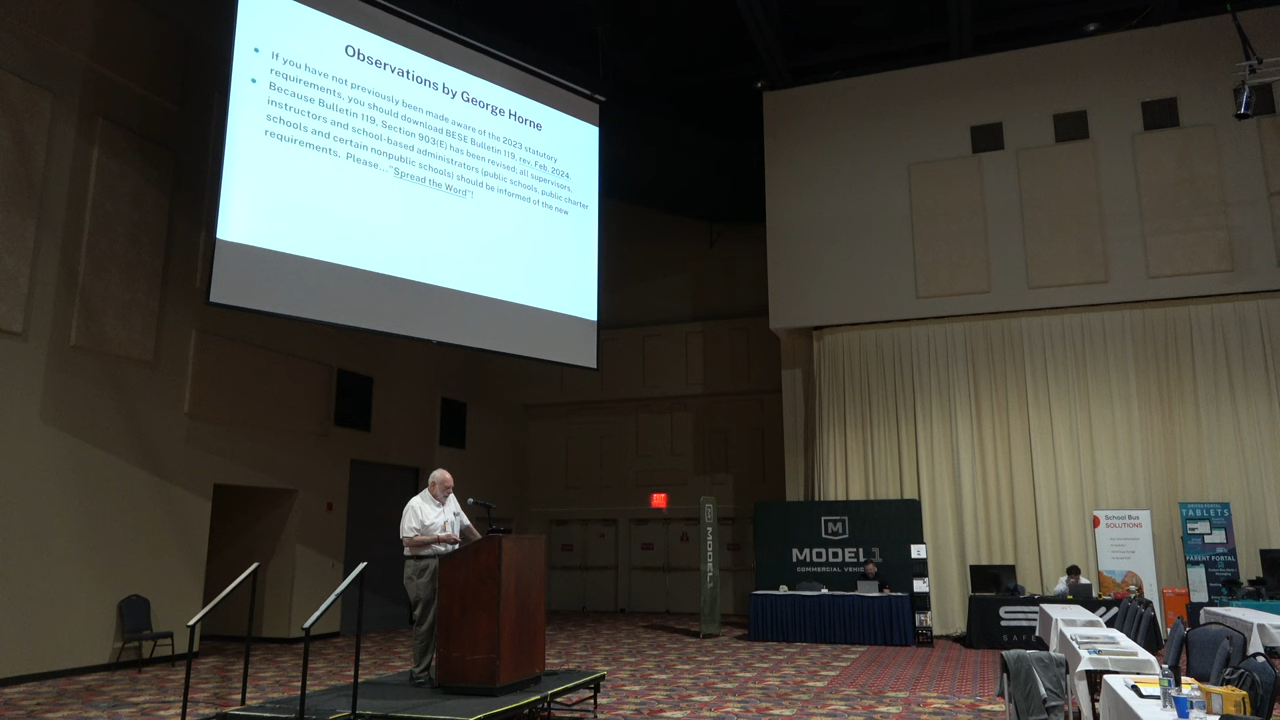 Observations by George Horne
• If you have not previously been made aware of the 2023 statutory
requirements, you should download BESE Bulletin 119, rev. Feb. 2024.
• Because Bulletin 119, Section 903(E) has been revised; all supervisors,
instructors and school-based administrators (public schools, public charter
schools and certain nonpublic schools) should be informed of the new
requirements. Please..."Spread the Word"!
EXIT
M
MODEL
M
MODEL 1
COMMERCIAL VEHIC
School Bus
SOLUTIONS
TABLETS
PARENT PORTAL
SAFE